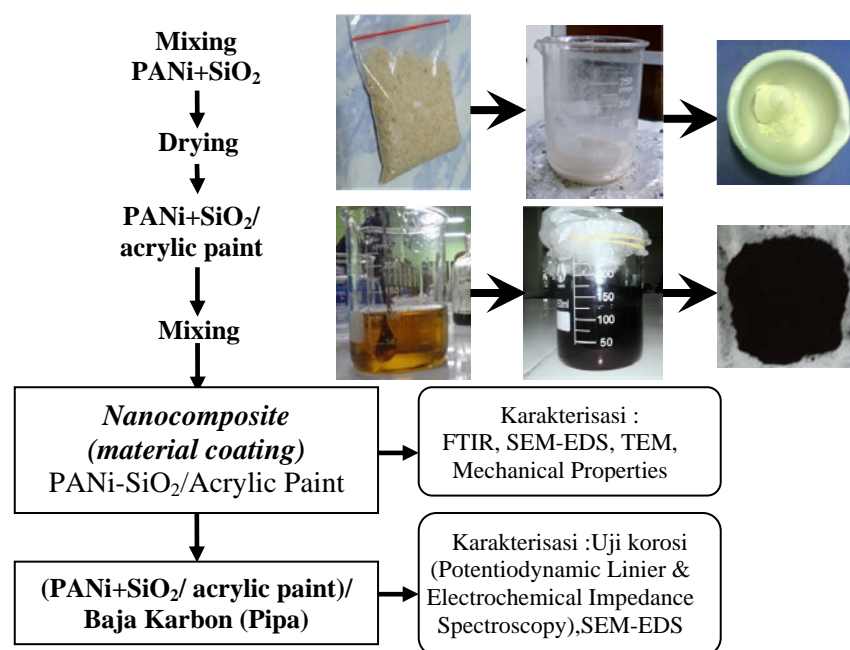 Mixing
PANi+SiO₂
Drying
PANi+SiO₂/
acrylic paint
Mixing
Nanocomposite
(material coating)
PANi-SiO₂/Acrylic Paint
Karakterisasi :
FTIR, SEM-EDS, TEM,
Mechanical Properties
(PANi+SiO₂/ acrylic paint)/
Baja Karbon (Pipa)
Karakterisasi :Uji korosi
(Potentiodynamic Linier &
Electrochemical Impedance
Spectroscopy),SEM-EDS
250
200
150
100
50